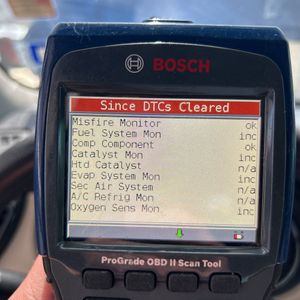 BOSCH
Since DTCs Cleared
Misfire Monitor ok
Fuel System Mon inc
Comp Component ok
Catalyst Mon inc
Htd Catalyst n/a
Evap System Mon inc
Sec Air System n/a
A/C Refrig Mon n/a
Oxygen Sens Mon inc
ProGrade OBD II Scan Tool